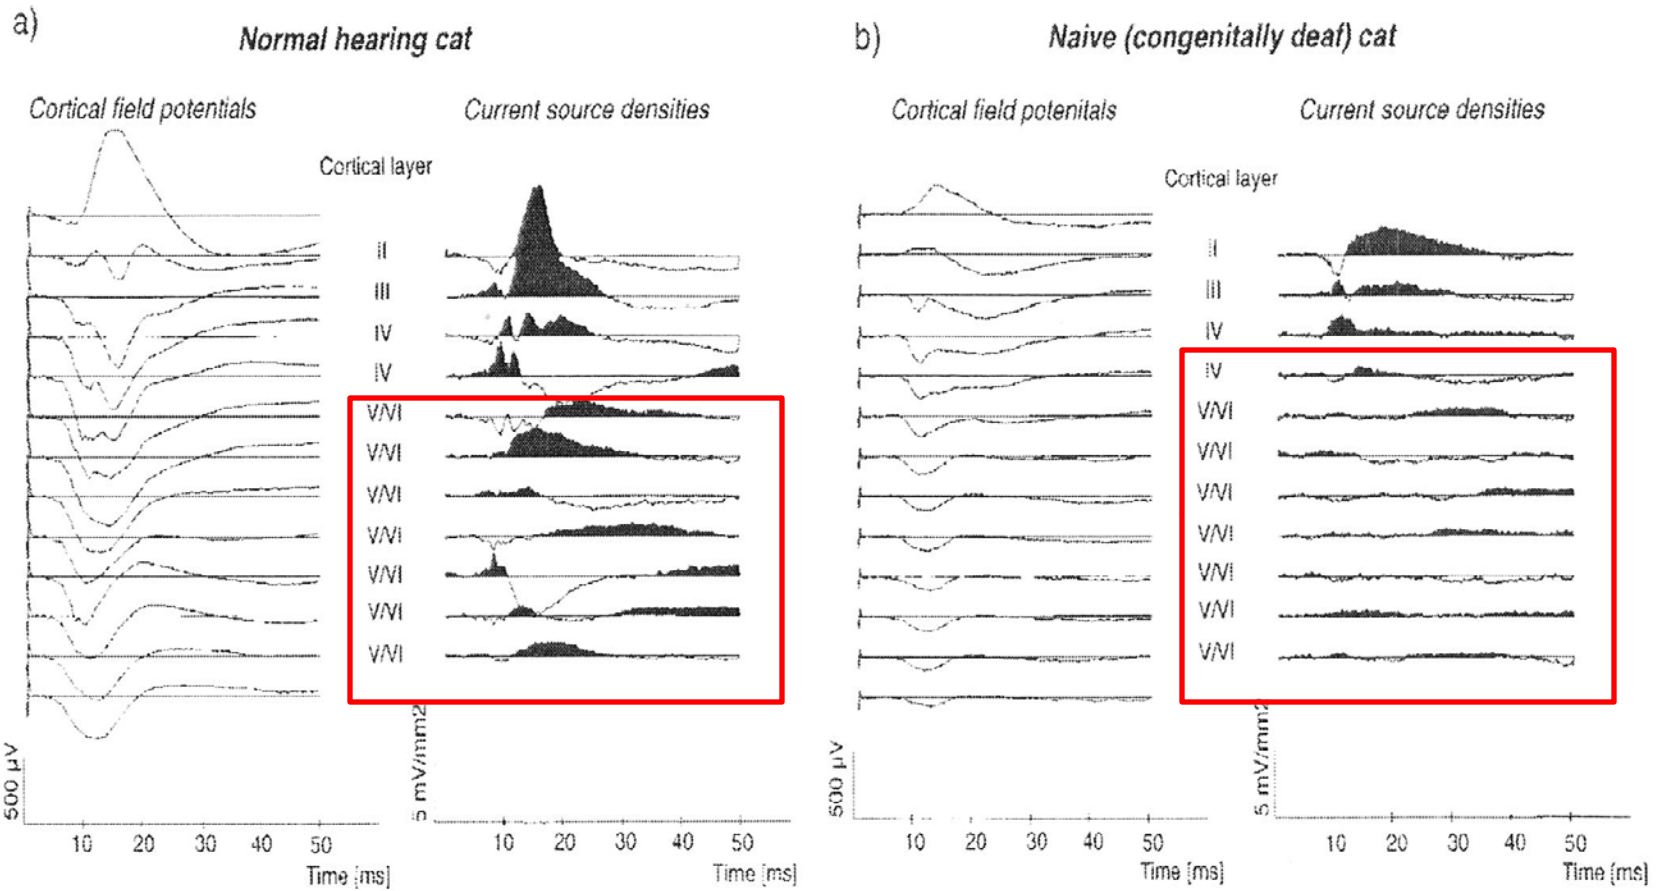 a)
Normal hearing cat
Cortical field potentials
Current source densities
Cortical layer
II
III
IV
IV
V/VI
V/VI
V/VI
V/VI
V/VI
V/VI
V/VI
500 µV
10 20 30 40 50
Time [ms]
5 mV/mm2
10 20 30 40 50
Time [ms]
b)
Naive (congenitally deaf) cat
Cortical field potenitals
Current source densities
Cortical layer
II
III
IV
IV
V/VI
V/VI
V/VI
V/VI
V/VI
V/VI
V/VI
500 µV
10 20 30 40 50
Time [ms]
5 mV/mm2
10 20 30 40 50
Time [ms]